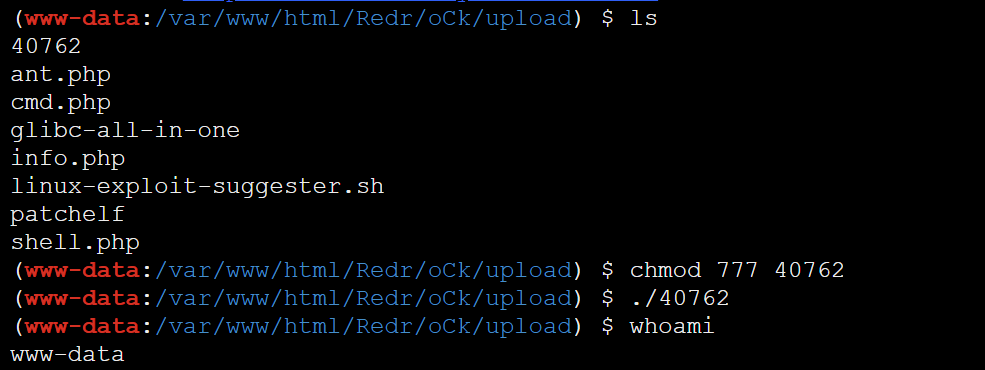 (www-data:/var/www/html/Redr/oCk/upload) $ ls
40762
ant.php
cmd.php
glibc-all-in-one
info.php
linux-exploit-suggester.sh
patchelf
shell.php
(www-data:/var/www/html/Redr/oCk/upload) $ chmod 777 40762
(www-data:/var/www/html/Redr/oCk/upload) $ ./40762
(www-data:/var/www/html/Redr/oCk/upload) $ whoami
www-data